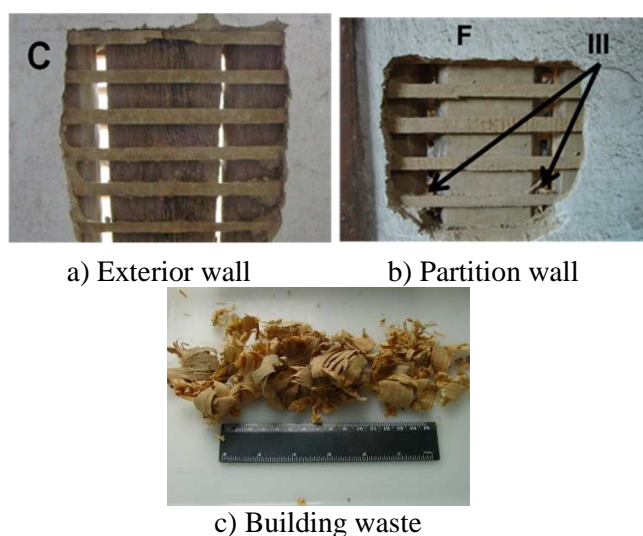 C
F
III
a) Exterior wall
b) Partition wall
c) Building waste